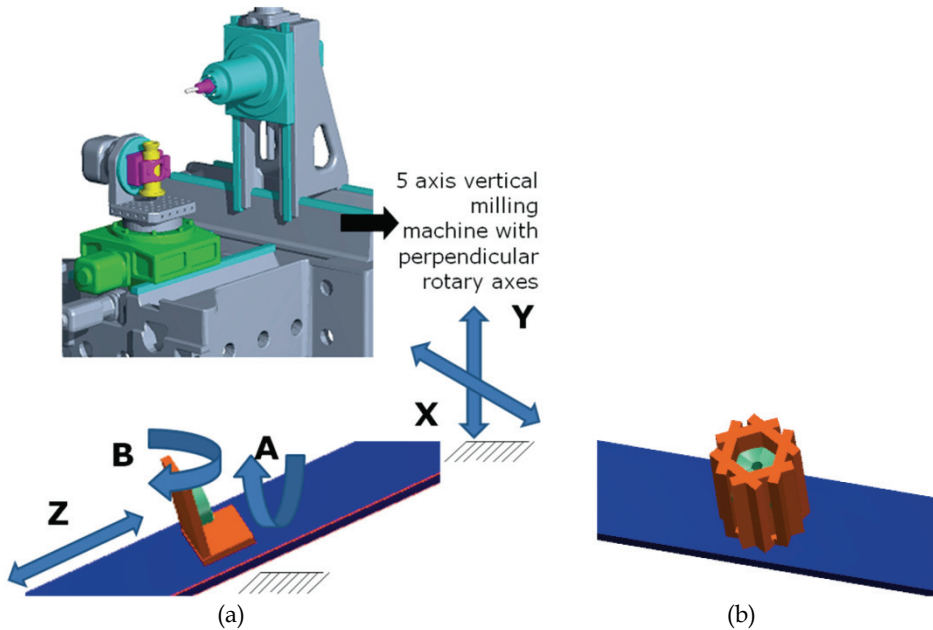 5 axis vertical
milling
machine with
perpendicular
rotary axes
Y
X
B
A
Z
(a)
(b)